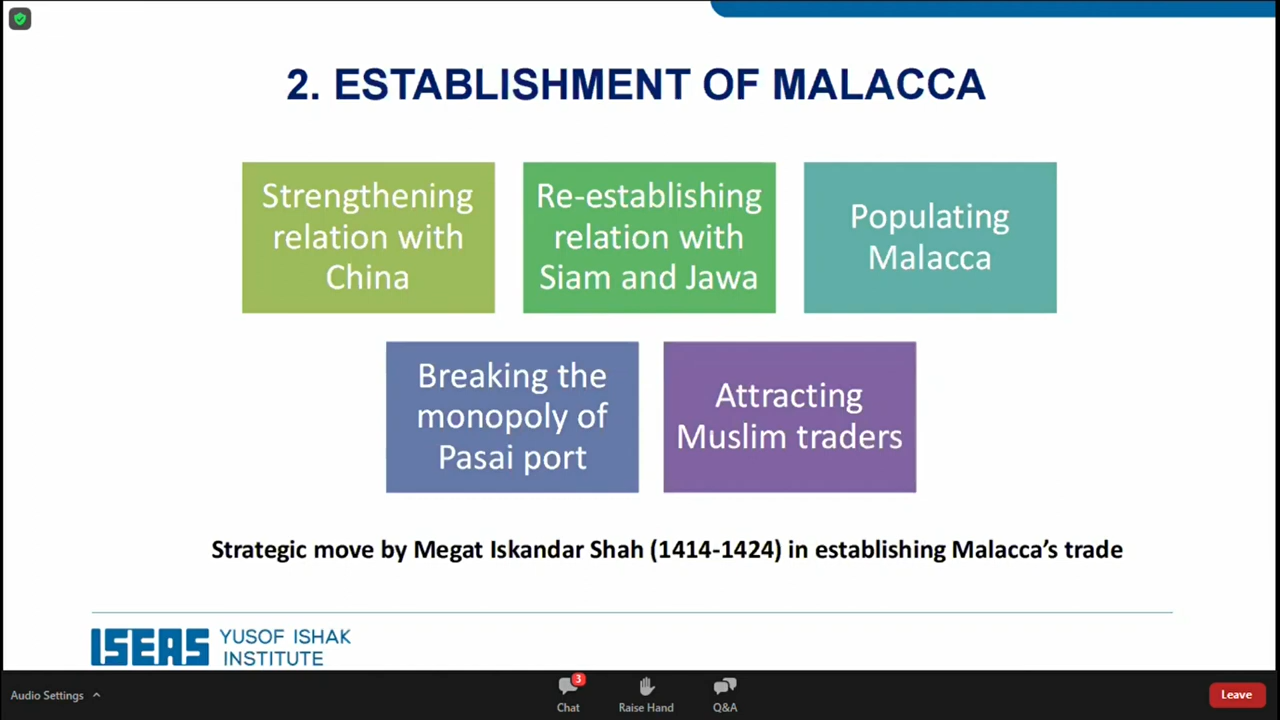 2. ESTABLISHMENT OF MALACCA
Strengthening
relation with
China
Re-establishing
relation with
Siam and Jawa
Populating
Malacca
Breaking the
monopoly of
Pasai port
Attracting
Muslim traders
Strategic move by Megat Iskandar Shah (1414-1424) in establishing Malacca's trade
ISEAS YUSOF ISHAK
INSTITUTE
Audio Settings
3
Chat
Raise Hand
Q&A
Leave